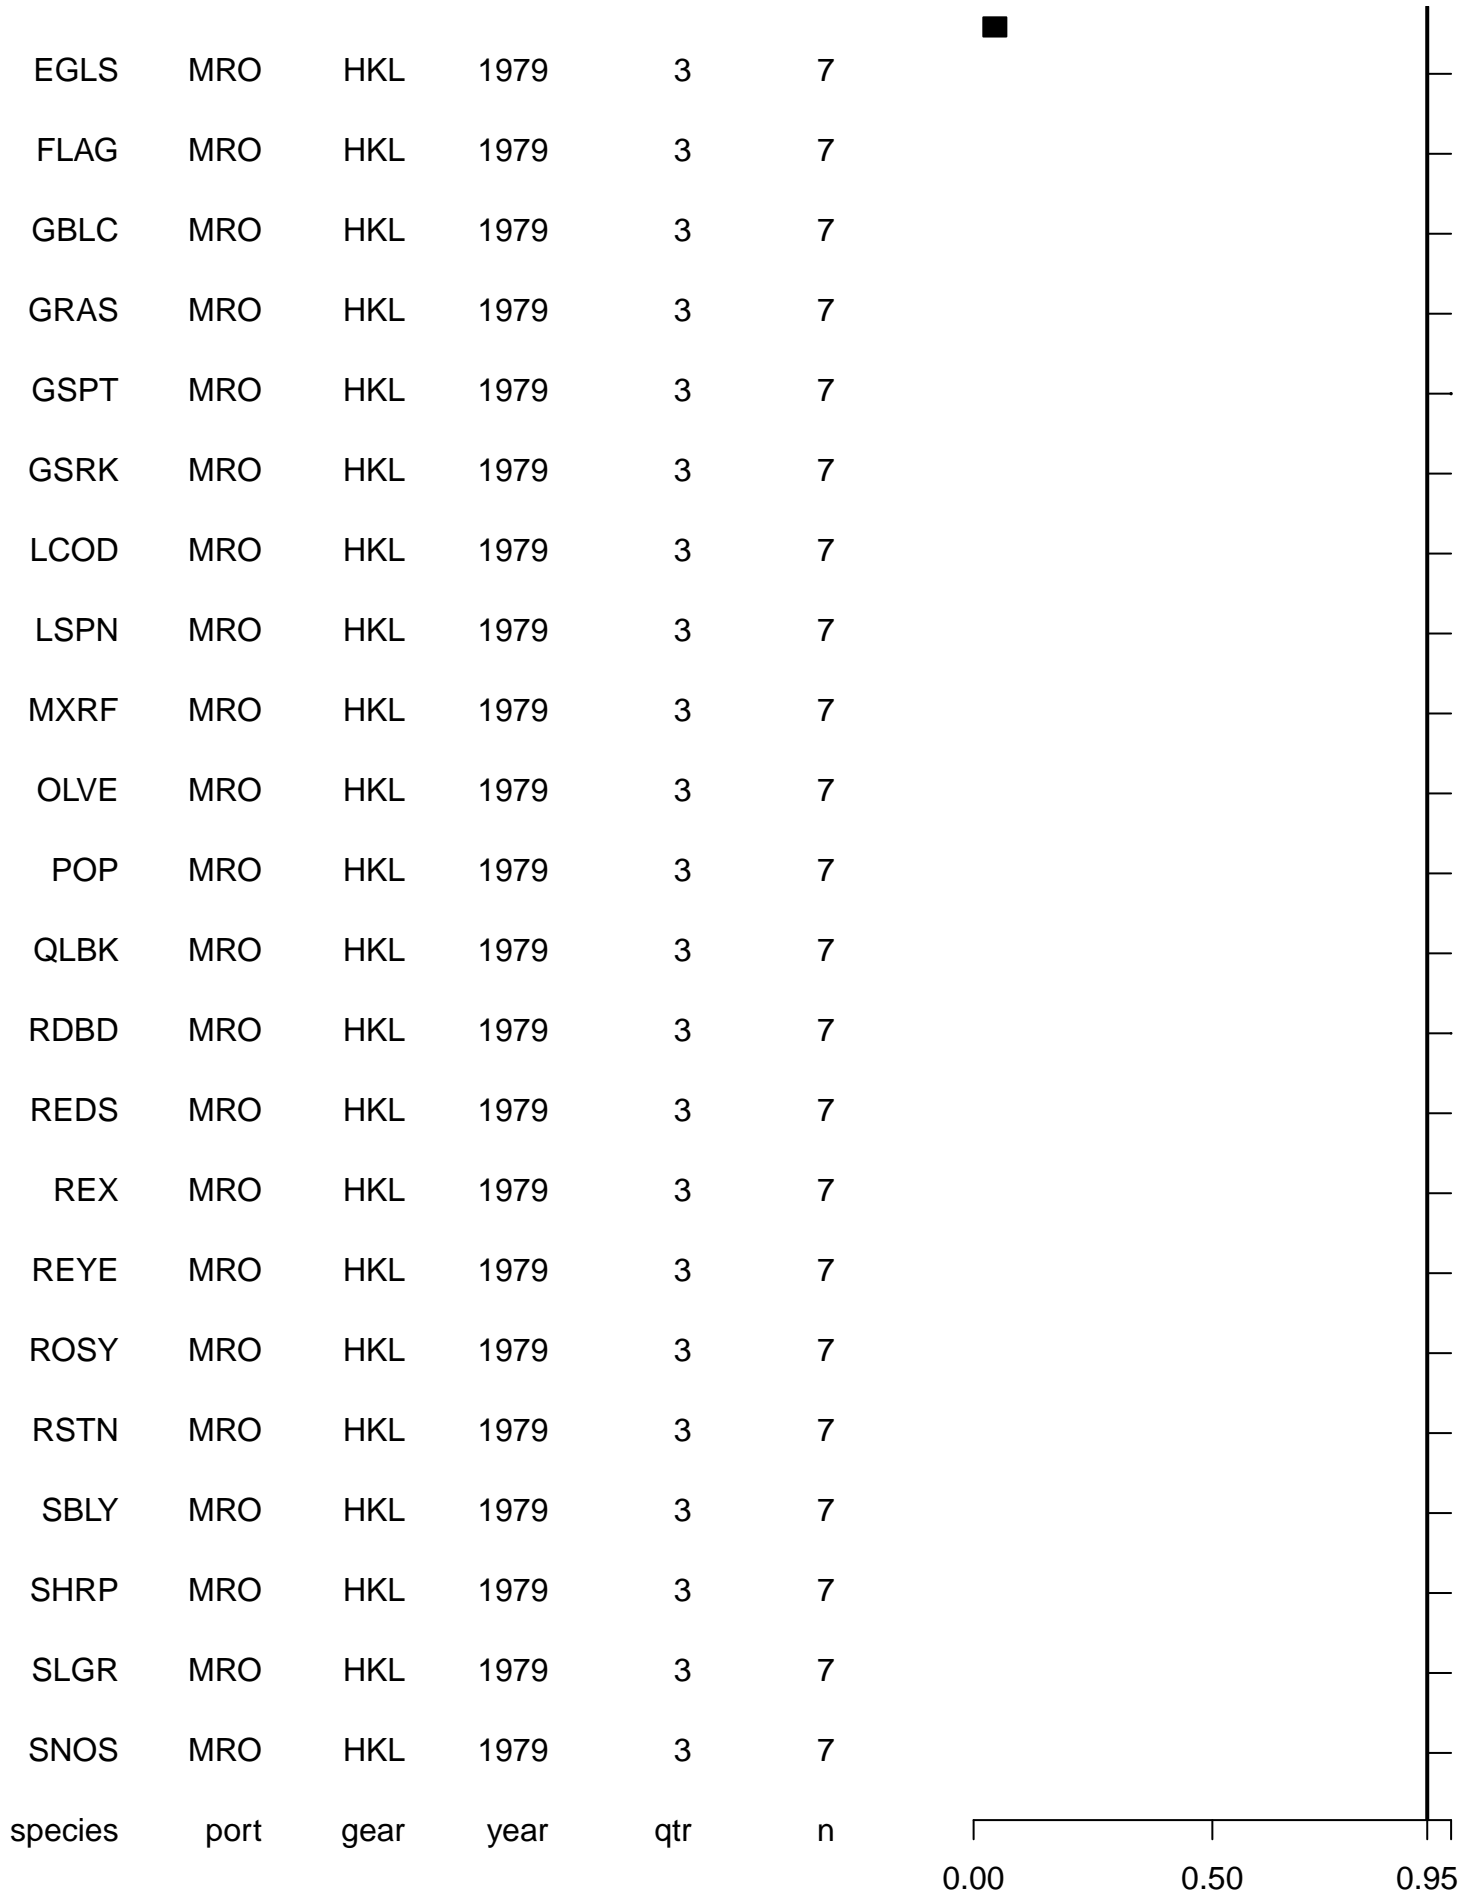 EGLS MRO HKL 1979 3 7
FLAG MRO HKL 1979 3 7
GBLC MRO HKL 1979 3 7
GRAS MRO HKL 1979 3 7
GSPT MRO HKL 1979 3 7
GSRK MRO HKL 1979 3 7
LCOD MRO HKL 1979 3 7
LSPN MRO HKL 1979 3 7
MXRF MRO HKL 1979 3 7
OLVE MRO HKL 1979 3 7
POP MRO HKL 1979 3 7
QLBK MRO HKL 1979 3 7
RDBD MRO HKL 1979 3 7
REDS MRO HKL 1979 3 7
REX MRO HKL 1979 3 7
REYE MRO HKL 1979 3 7
ROSY MRO HKL 1979 3 7
RSTN MRO HKL 1979 3 7
SBLY MRO HKL 1979 3 7
SHRP MRO HKL 1979 3 7
SLGR MRO HKL 1979 3 7
SNOS MRO HKL 1979 3 7
species port gear year qtr n
0.00 0.50 0.95